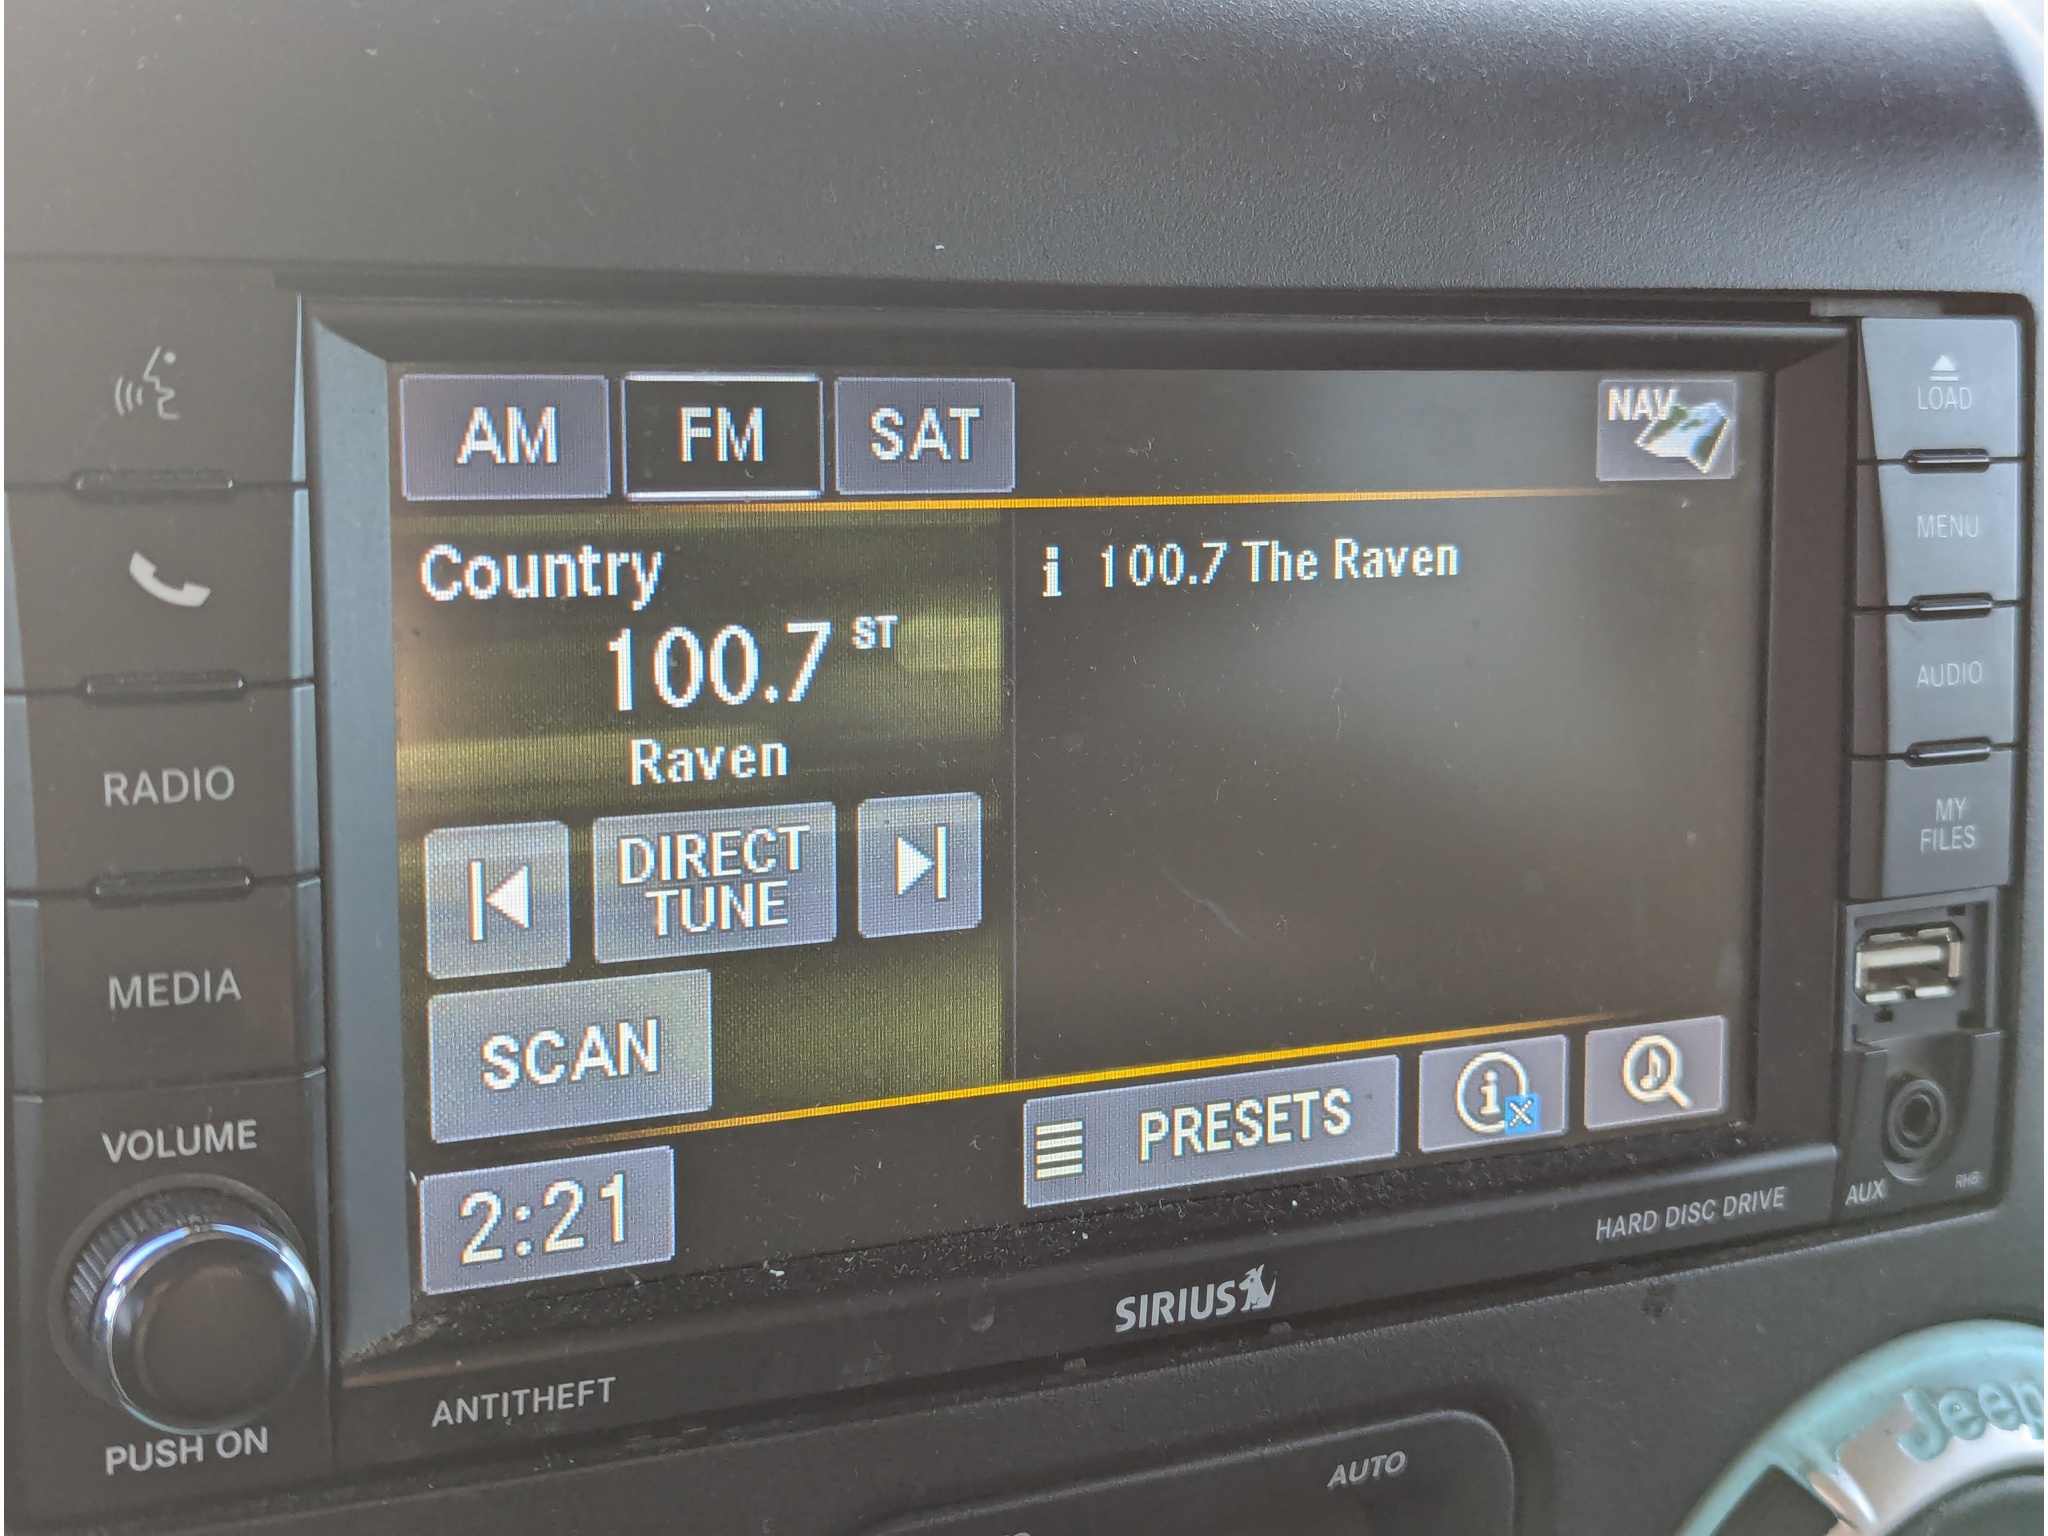 AM FM SAT NAV
Country
100.7 ST
Raven
DIRECT
TUNE
SCAN
2:21
i 100.7 The Raven
PRESETS
i
RADIO
MEDIA
VOLUME
PUSH ON
LOAD
MENU
AUDIO
MY
FILES
AUX RHB
HARD DISC DRIVE
SIRIUS
ANTITHEFT
AUTO
Jeep